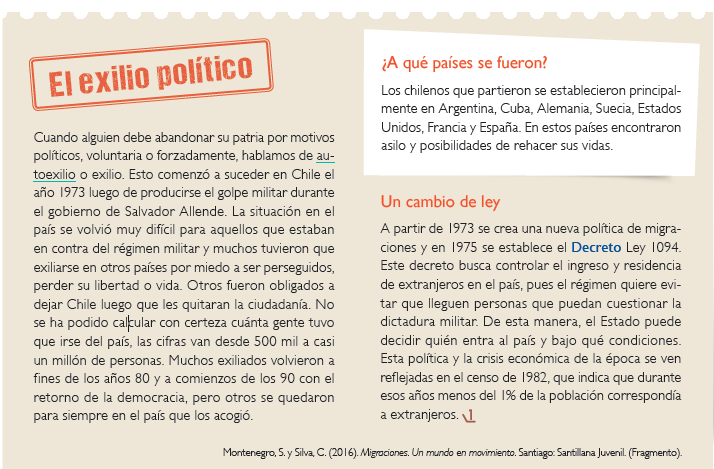 El exilio político
Cuando alguien debe abandonar su patria por motivos
políticos, voluntaria o forzadamente, hablamos de au-
toexilio o exilio. Esto comenzó a suceder en Chile el
año 1973 luego de producirse el golpe militar durante
el gobierno de Salvador Allende. La situación en el
país se volvió muy difícil para aquellos que estaban
en contra del régimen militar y muchos tuvieron que
exiliarse en otros países por miedo a ser perseguidos,
perder su libertad o vida. Otros fueron obligados a
dejar Chile luego que les quitaran la ciudadanía. No
se ha podido calcular con certeza cuánta gente tuvo
que irse del país, las cifras van desde 500 mil a casi
un millón de personas. Muchos exiliados volvieron a
fines de los años 80 y a comienzos de los 90 con el
retorno de la democracia, pero otros se quedaron
para siempre en el país que los acogió.
¿A qué países se fueron?
Los chilenos que partieron se establecieron principal-
mente en Argentina, Cuba, Alemania, Suecia, Estados
Unidos, Francia y España. En estos países encontraron
asilo y posibilidades de rehacer sus vidas.
Un cambio de ley
A partir de 1973 se crea una nueva política de migra-
ciones y en 1975 se establece el Decreto Ley 1094.
Este decreto busca controlar el ingreso y residencia
de extranjeros en el país, pues el régimen quiere evi-
tar que lleguen personas que puedan cuestionar la
dictadura militar. De esta manera, el Estado puede
decidir quién entra al país y bajo qué condiciones.
Esta política y la crisis económica de la época se ven
reflejadas en el censo de 1982, que indica que durante
esos años menos del 1% de la población correspondía
a extranjeros. 1
Montenegro, S. y Silva, C. (2016). Migraciones. Un mundo en movimiento. Santiago: Santillana Juvenil. (Fragmento).